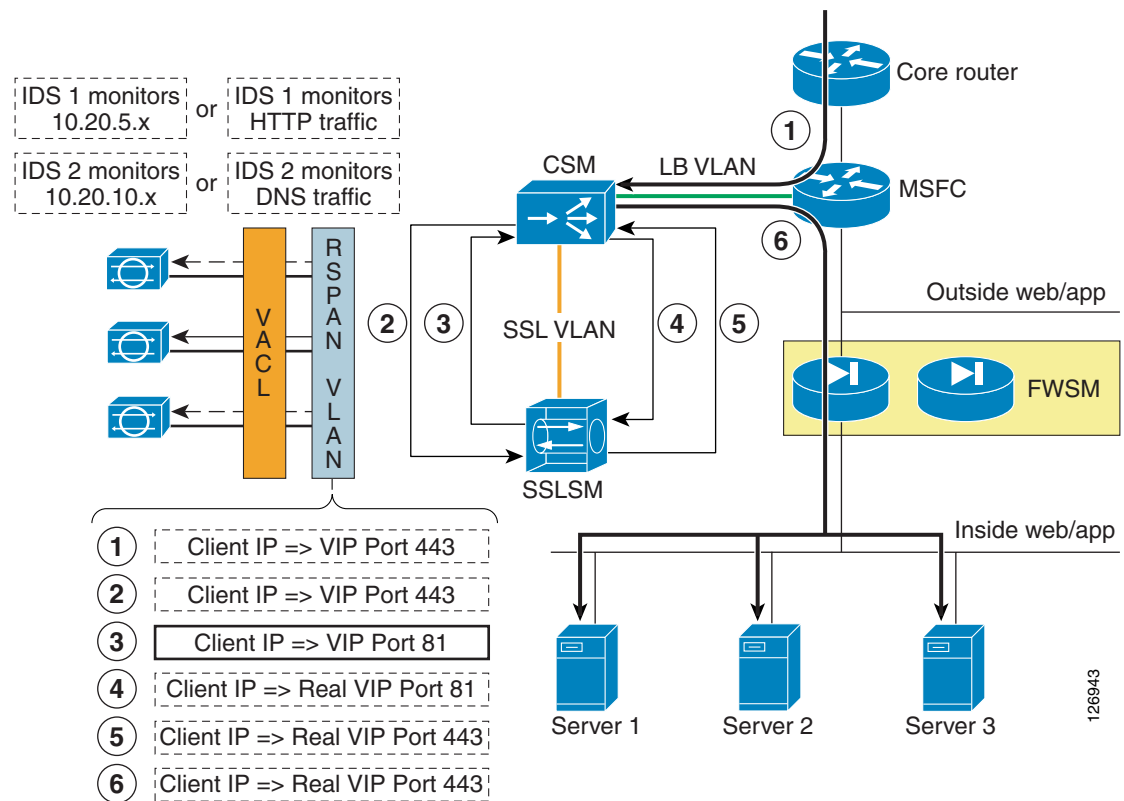 Core router
IDS 1 monitors
10.20.5.x
or
IDS 1 monitors
HTTP traffic
1
IDS 2 monitors
10.20.10.x
or
IDS 2 monitors
DNS traffic
CSM
LB VLAN
MSFC
6
RSPAN VLAN
VACL
2
3
SSL VLAN
4
5
Outside web/app
FWSM
SSLSM
Inside web/app
1
Client IP => VIP Port 443
2
Client IP => VIP Port 443
3
Client IP => VIP Port 81
4
Client IP => Real VIP Port 81
5
Client IP => Real VIP Port 443
6
Client IP => Real VIP Port 443
Server 1
Server 2
Server 3
126943